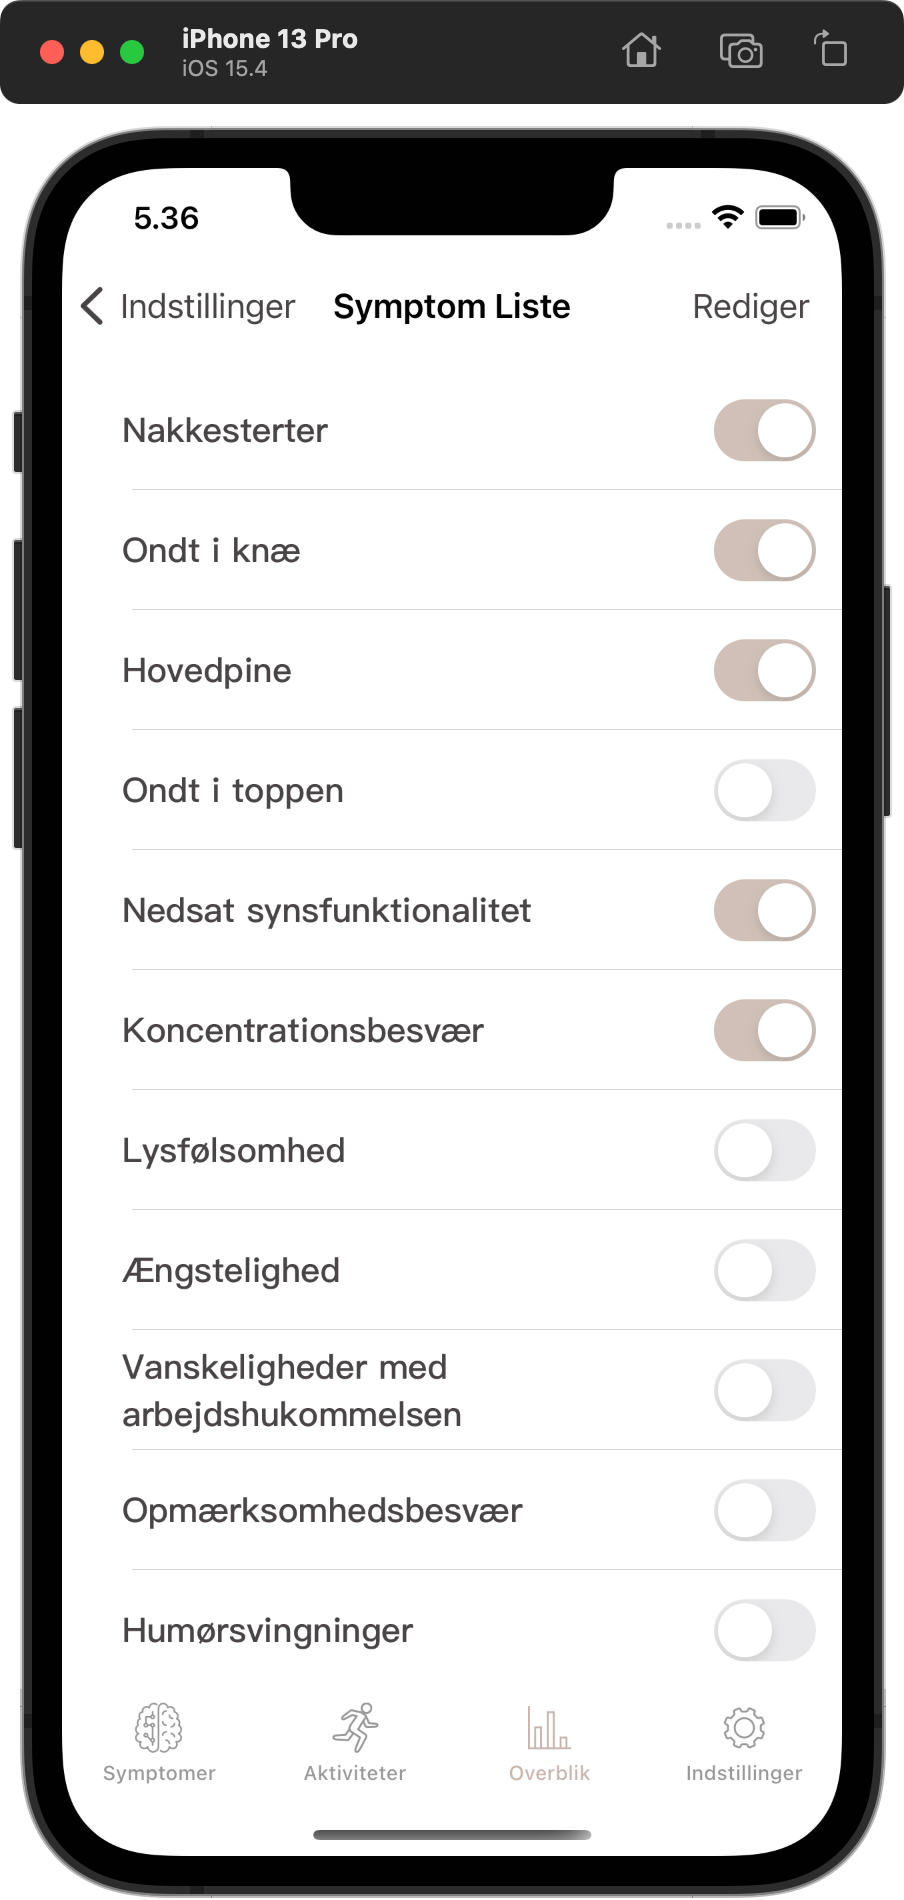 iPhone 13 Pro
iOS 15.4
5.36
Indstillinger Symptom Liste Rediger
Nakkesterter
Ondt i knæ
Hovedpine
Ondt i toppen
Nedsat synsfunktionalitet
Koncentrationsbesvær
Lysfølsomhed
Ængstelighed
Vanskeligheder med
arbejdshukommelsen
Opmærksomhedsbesvær
Humørsvingninger
Symptomer Aktiviteter Overblik Indstillinger